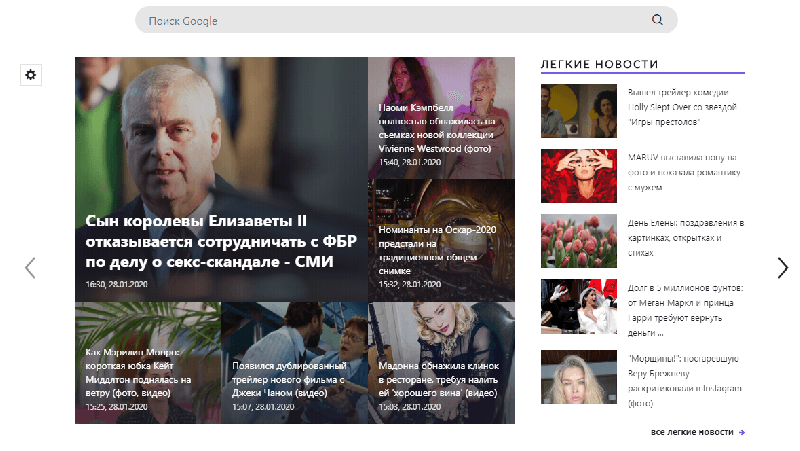 Поиск Google
Сын королевы Елизаветы II
отказывается сотрудничать с ФБР
по делу о секс-скандале - СМИ
16:30, 28.01.2020
Наоми Кэмпбелл
полностью обнажилась на
съемках новой коллекции
Vivienne Westwood (фото)
15:40, 28.01.2020
Номинанты на Оскар-2020
предстали на
традиционном общем
снимке
15:32, 28.01.2020
Как Мэрилин Монро:
короткая юбка Кейт
Миддлтон поднялась на
ветру (фото, видео)
15:25, 28.01.2020
Появился дублированный
трейлер нового фильма с
Джеки Чаном (видео)
15:07, 28.01.2020
Мадонна обнажила клинок
в ресторане, требуя налить
ей "хорошего вина" (видео)
15:03, 28.01.2020
ЛЕГКИЕ НОВОСТИ
Вышел трейлер комедии
Holly Slept Over со звездой
"Игры престолов"
MARUV выставила попу на
фото и показала романтику
с мужем
День Елены: поздравления в
картинках, открытках и
стихах
Долг в 5 миллионов фунтов:
от Меган Маркл и принца
Гарри требуют вернуть
деньги ...
"Морщины!": постаревшую
Веру Брежневу
раскритиковали в Instagram
(фото)
все легкие новости